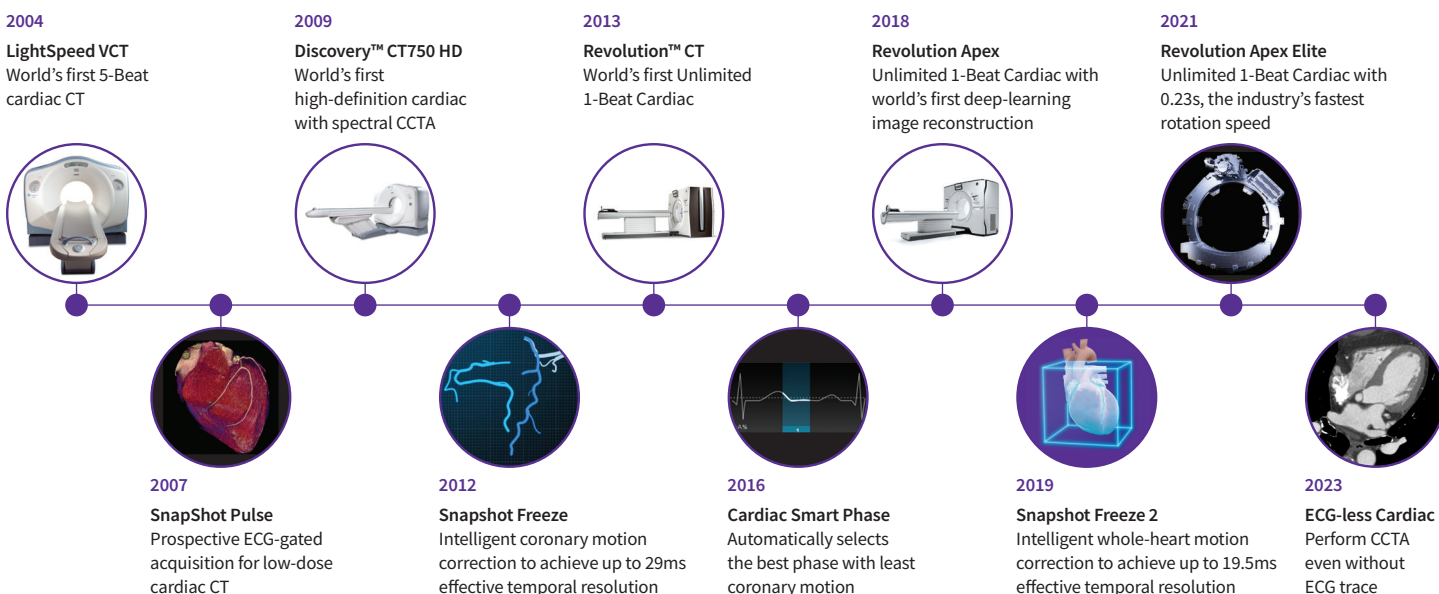 2004
LightSpeed VCT
World's first 5-Beat
cardiac CT
2009
Discovery™ CT750 HD
World's first
high-definition cardiac
with spectral CCTA
2013
Revolution™ CT
World's first Unlimited
1-Beat Cardiac
2018
Revolution Apex
Unlimited 1-Beat Cardiac with
world's first deep-learning
image reconstruction
2021
Revolution Apex Elite
Unlimited 1-Beat Cardiac with
0.23s, the industry's fastest
rotation speed
A%
2007
SnapShot Pulse
Prospective ECG-gated
acquisition for low-dose
cardiac CT
2012
Snapshot Freeze
Intelligent coronary motion
correction to achieve up to 29ms
effective temporal resolution
2016
Cardiac Smart Phase
Automatically selects
the best phase with least
coronary motion
2019
Snapshot Freeze 2
Intelligent whole-heart motion
correction to achieve up to 19.5ms
effective temporal resolution
2023
ECG-less Cardiac
Perform CCTA
even without
ECG trace